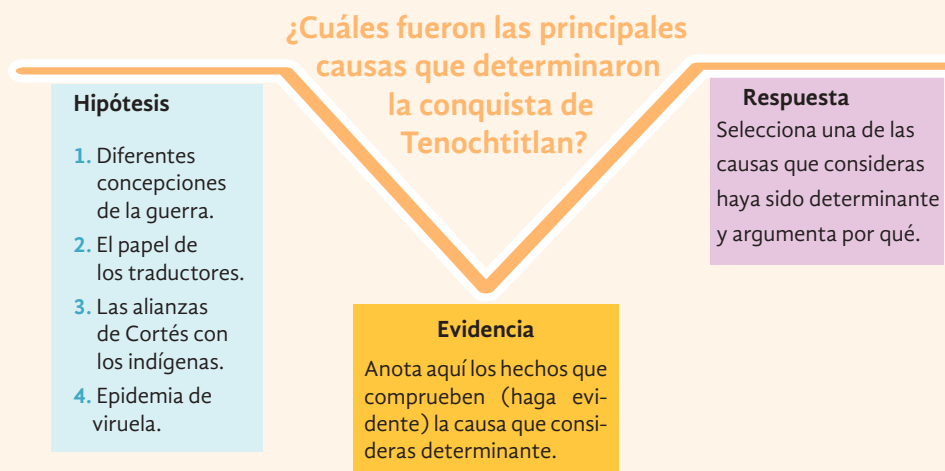 ¿Cuáles fueron las principales
causas que determinaron
la conquista de
Tenochtitlan?
Hipótesis
1. Diferentes
concepciones
de la guerra.
2. El papel de
los traductores.
3. Las alianzas
de Cortés con
los indígenas.
4. Epidemia de
viruela.
Evidencia
Anota aquí los hechos que
comprueben (haga evi-
dente) la causa que consi-
deras determinante.
Respuesta
Selecciona una de las
causas que consideras
haya sido determinante
y argumenta por qué.